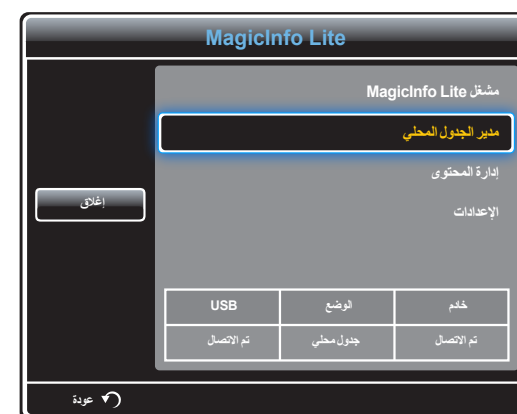 MagicInfo Lite
مشغل MagicInfo Lite
مدير الجدول المحلي
إدارة المحتوى
الإعدادات
إغلاق
خادم الوضع USB
تم الاتصال جدول محلي تم الاتصال
عودة